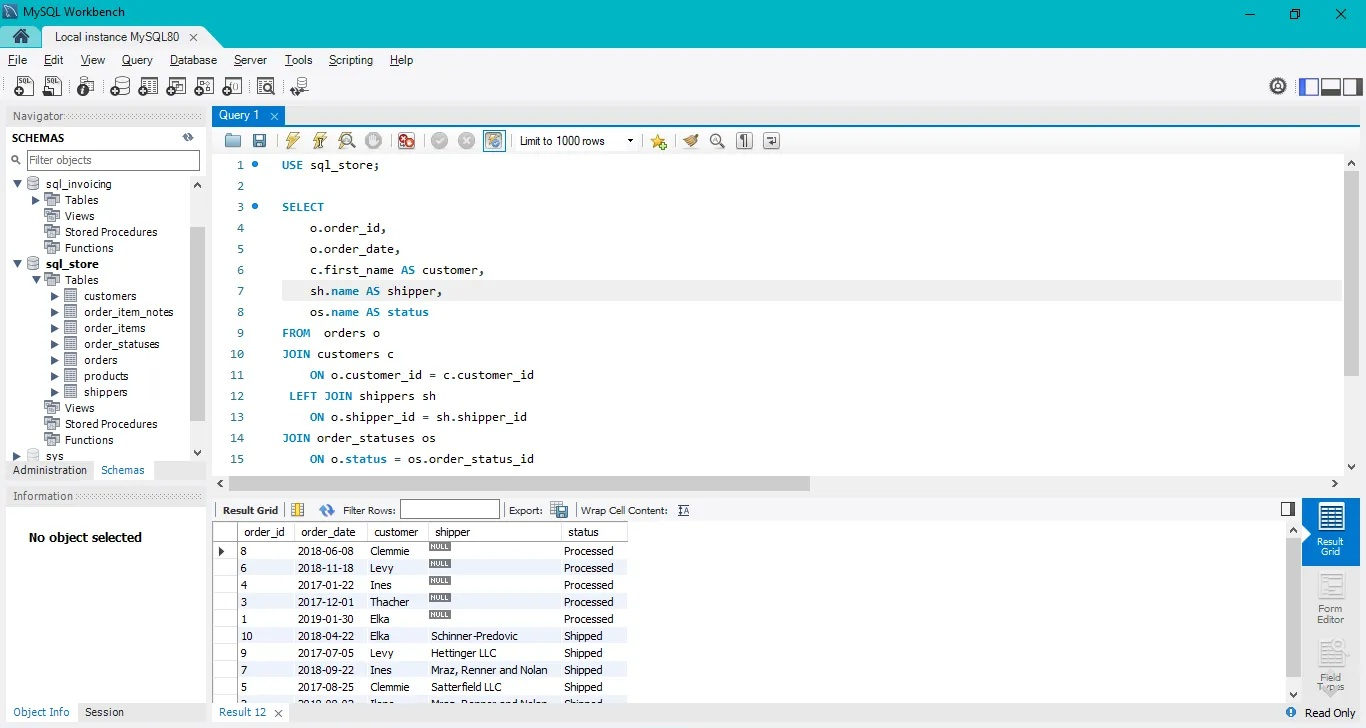 MySQL Workbench
Local instance MySQL80
File Edit View Query Database Server Tools Scripting Help
Navigator
SCHEMAS
Filter objects
sql_invoicing
Tables
Views
Stored Procedures
Functions
sql_store
Tables
customers
order_item_notes
order_items
order_statuses
orders
products
shippers
Views
Stored Procedures
Functions
sys
Administration Schemas
Information
No object selected
Object Info Session
Query 1
Limit to 1000 rows
1 USE sql_store;
2
3 SELECT
4 o.order_id,
5 o.order_date,
6 c.first_name AS customer,
7 sh.name AS shipper,
8 os.name AS status
9 FROM  orders o
10 JOIN customers c
11 ON o.customer_id = c.customer_id
12 LEFT JOIN shippers sh
13 ON o.shipper_id = sh.shipper_id
14 JOIN order_statuses os
15 ON o.status = os.order_status_id
Result Grid Filter Rows: Export: Wrap Cell Content:
order_id order_date customer shipper status
8 2018-06-08 Clemmie NULL Processed
6 2018-11-18 Levy NULL Processed
4 2017-01-22 Ines NULL Processed
3 2017-12-01 Thacher NULL Processed
1 2019-01-30 Elka NULL Processed
10 2018-04-22 Elka Schinner-Predovic Shipped
9 2017-07-05 Levy Hettinger LLC Shipped
7 2018-09-22 Ines Mraz, Renner and Nolan Shipped
5 2017-08-25 Clemmie Satterfield LLC Shipped
Result 12
Result
Grid
Form
Editor
Field
Types
Read Only